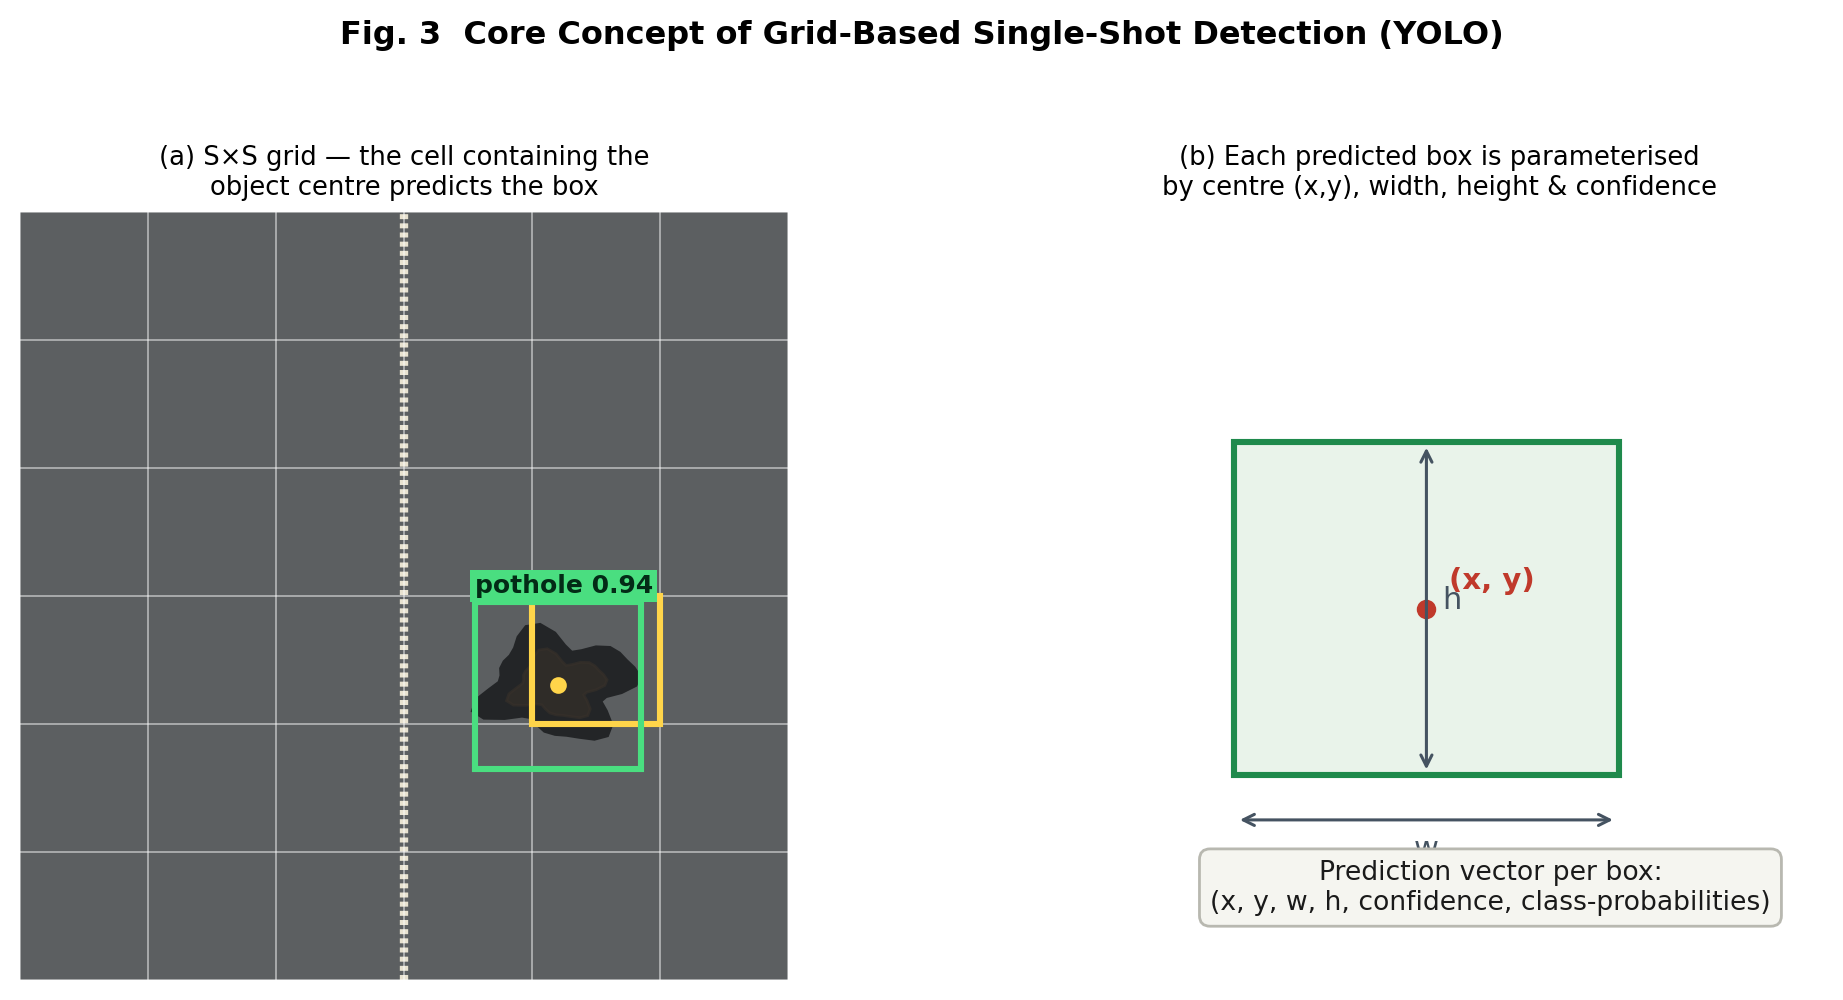 Fig. 3  Core Concept of Grid-Based Single-Shot Detection (YOLO)
(a) S×S grid — the cell containing the
object centre predicts the box
pothole 0.94
(b) Each predicted box is parameterised
by centre (x,y), width, height & confidence
(x, y)
h
w
Prediction vector per box:
(x, y, w, h, confidence, class-probabilities)